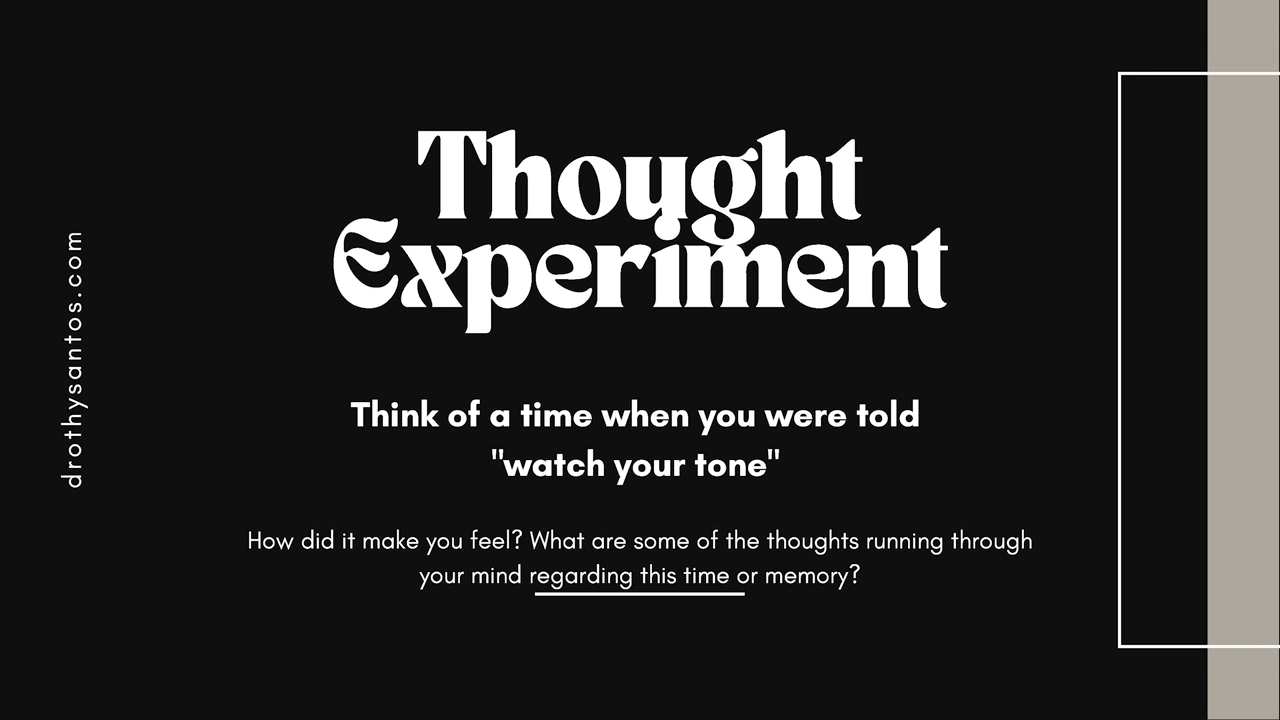 Thought
Experiment
Think of a time when you were told
"watch your tone"
How did it make you feel? What are some of the thoughts running through
your mind regarding this time or memory?
drothysantos.com